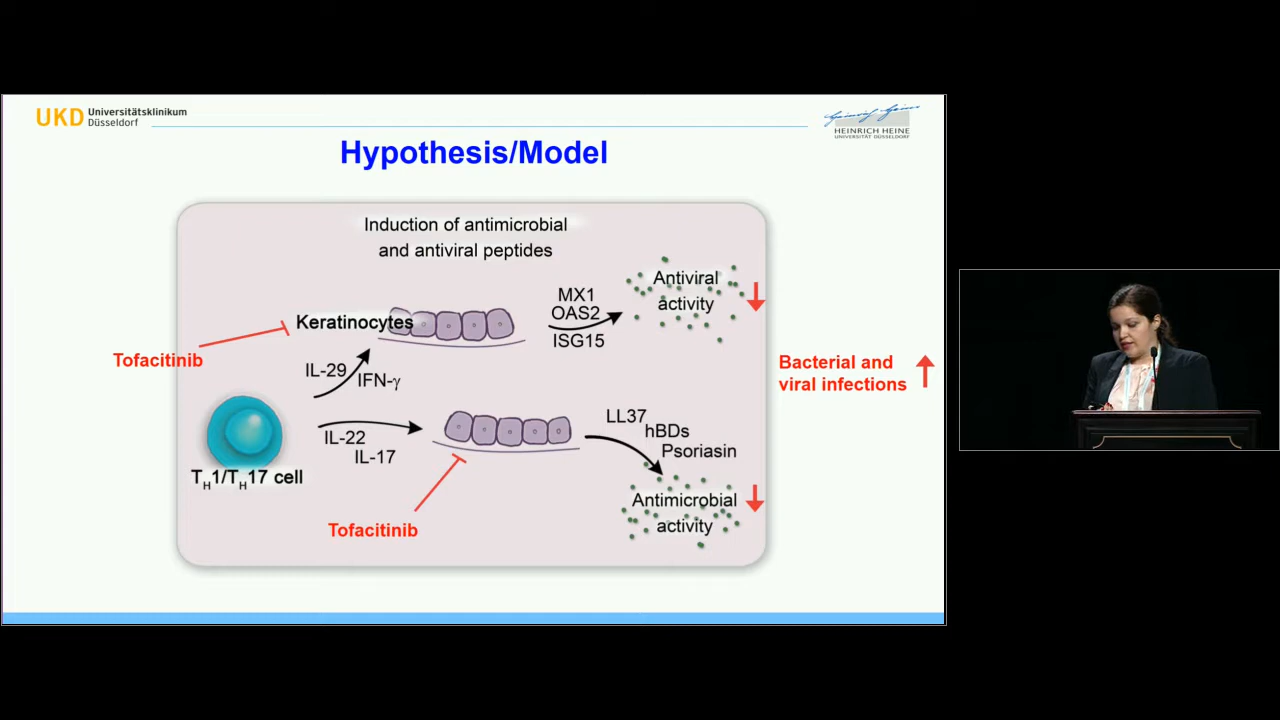 UKD Universitätsklinikum
Düsseldorf
HEINRICH HEINE
UNIVERSITÄT DÜSSELDORF
Hypothesis/Model
Induction of antimicrobial
and antiviral peptides
Keratinocytes
MX1
OAS2
ISG15
Antiviral
activity
Tofacitinib
IL-29
IFN-γ
Bacterial and
viral infections
IL-22
IL-17
LL37
hBDs
Psoriasin
TH1/TH17 cell
Antimicrobial
activity
Tofacitinib